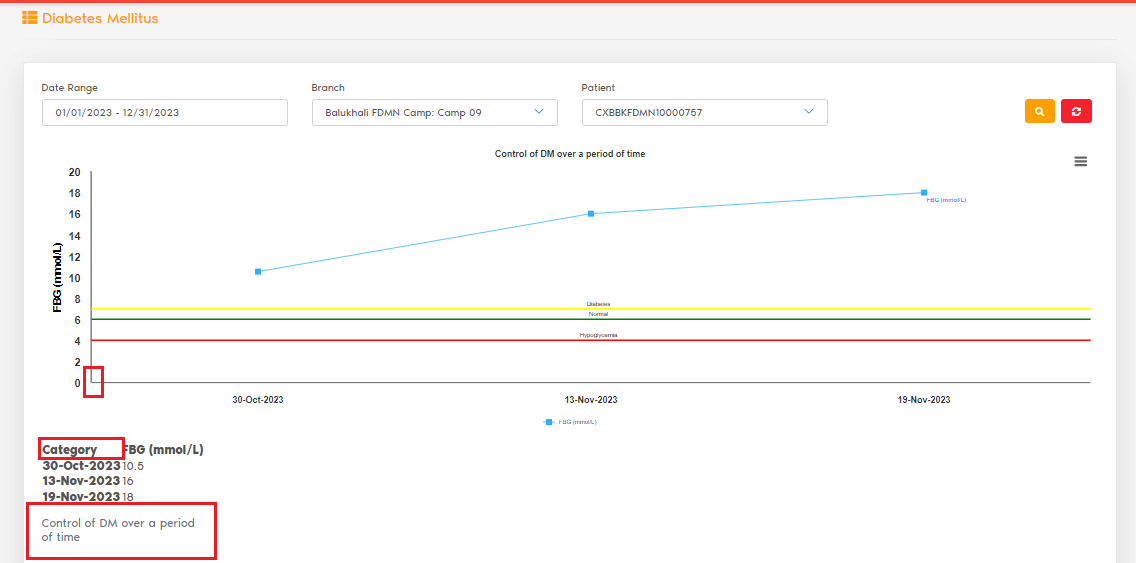 Diabetes Mellitus
Date Range
Branch
Patient
01/01/2023 - 12/31/2023
Balukhali FDMN Camp: Camp 09
CXBBKFDMN10000757
Control of DM over a period of time
20
18
16
14
12
10
8
6
4
2
0
FBG (mmol/L)
FBG (mmol/L)
Diabetes
Normal
Hypoglycemia
30-Oct-2023
13-Nov-2023
19-Nov-2023
FBG (mmol/L)
Category FBG (mmol/L)
30-Oct-2023 10.5
13-Nov-2023 16
19-Nov-2023 18
Control of DM over a period
of time